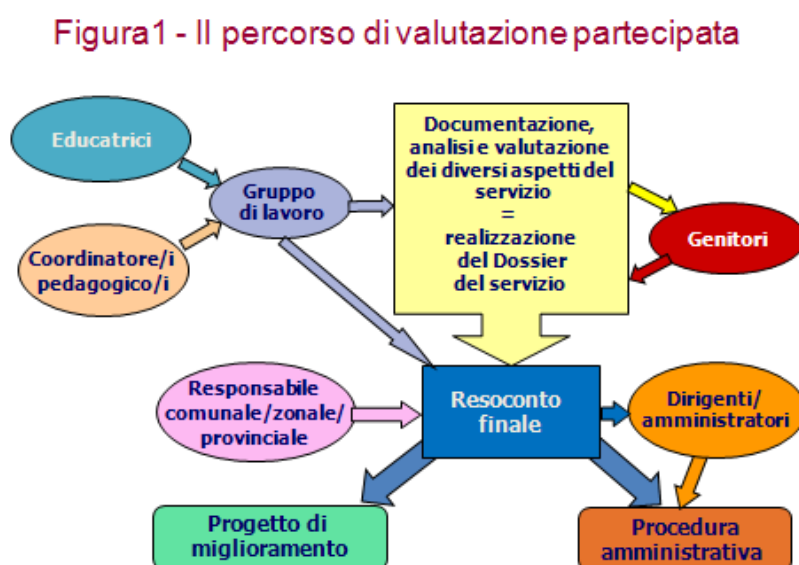 Figura1 - Il percorso di valutazione partecipata
Educatrici
Coordinatore/i
pedagogico/i
Gruppo
di lavoro
Documentazione,
analisi e valutazione
dei diversi aspetti del
servizio
=
realizzazione
del Dossier
del servizio
Genitori
Responsabile
comunale/zonale/
provinciale
Resoconto
finale
Dirigenti/
amministratori
Progetto di
miglioramento
Procedura
amministrativa